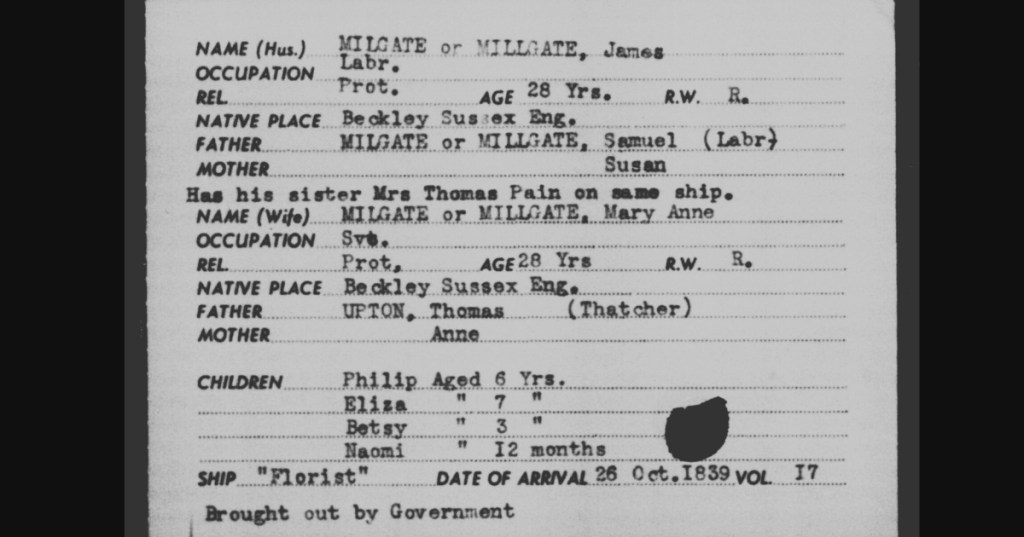 NAME (Hus.) MILGATE or MILLGATE, James
OCCUPATION Labr.
REL. Prot. AGE 28 Yrs. R.W. R.
NATIVE PLACE Beckley Sussex Eng.
FATHER MILGATE or MILLGATE, Samuel (Labr)
MOTHER Susan
Has his sister Mrs Thomas Pain on same ship.
NAME (Wife) MILGATE or MILLGATE, Mary Anne
OCCUPATION Svt.
REL. Prot, AGE 28 Yrs R.W. R.
NATIVE PLACE Beckley Sussex Eng.
FATHER UPTON, Thomas (Thatcher)
MOTHER Anne
CHILDREN Philip Aged 6 Yrs.
Eliza " 7 "
Betsy " 3 "
Naomi " I2 months
SHIP "Florist" DATE OF ARRIVAL 26 Oct.I839 VOL. I7
Brought out by Government